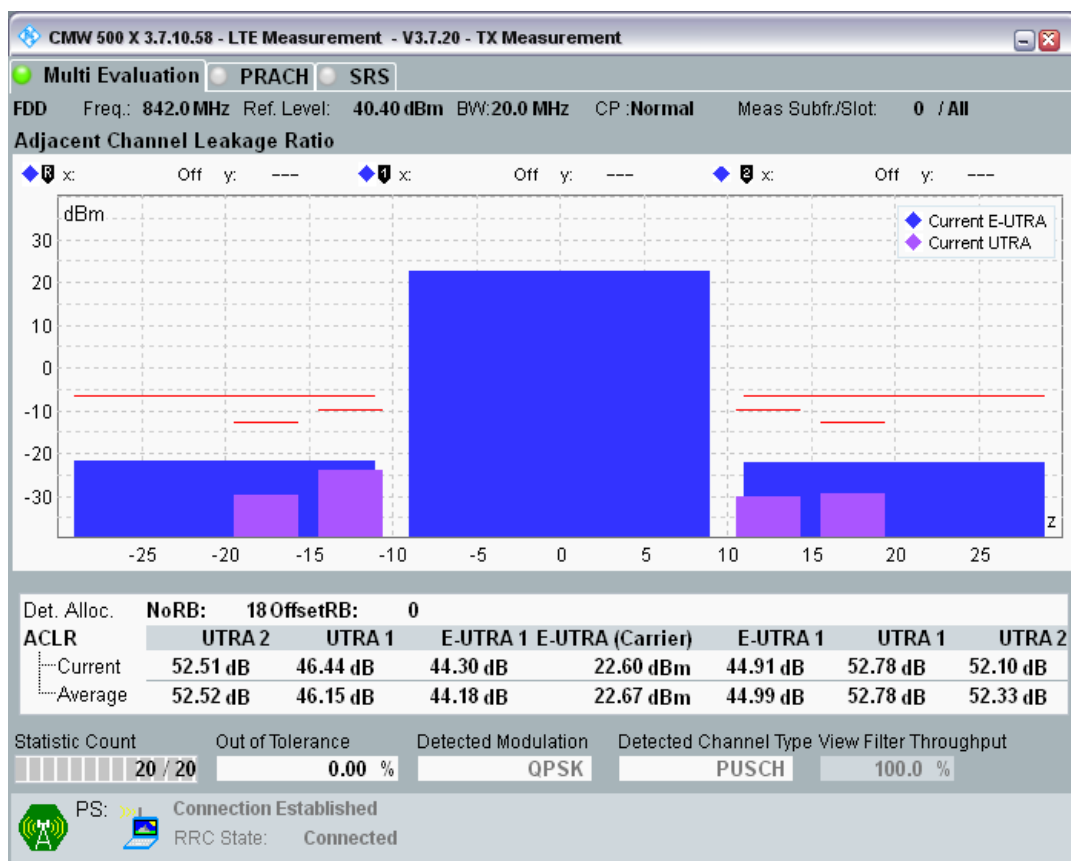 CMW 500 X 3.7.10.58 - LTE Measurement - V3.7.20 - TX Measurement
Multi Evaluation PRACH SRS
FDD Freq.: 842.0 MHz Ref. Level: 40.40 dBm BW:20.0 MHz CP :Normal Meas Subfr./Slot: 0 / All
Adjacent Channel Leakage Ratio
R x: Off y: --- 1 x: Off y: --- 2 x: Off y: ---
dBm
Current E-UTRA
Current UTRA
30
20
10
0
-10
-20
-30
z
-25 -20 -15 -10 -5 0 5 10 15 20 25
Det. Alloc. NoRB: 18 OffsetRB: 0
ACLR UTRA 2 UTRA 1 E-UTRA 1 E-UTRA (Carrier) E-UTRA 1 UTRA 1 UTRA 2
Current 52.51 dB 46.44 dB 44.30 dB 22.60 dBm 44.91 dB 52.78 dB 52.10 dB
Average 52.52 dB 46.15 dB 44.18 dB 22.67 dBm 44.99 dB 52.78 dB 52.33 dB
Statistic Count Out of Tolerance Detected Modulation Detected Channel Type View Filter Throughput
20 / 20 0.00 % QPSK PUSCH 100.0 %
PS: Connection Established
RRC State: Connected